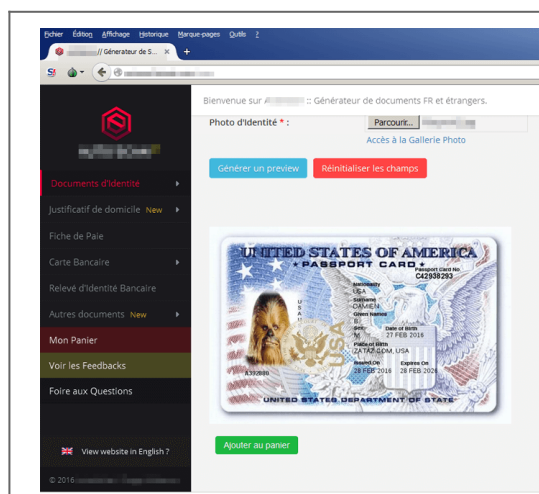 Fichier Édition Affichage Historique Marque-pages Outils ?
// Génerateur de S... × +
Bienvenue sur :: Générateur de documents FR et étrangers.
Photo d'Identité * :
Parcourir...
Accès à la Gallerie Photo
Générer un preview
Réinitialiser les champs
Documents d'Identité
Justificatif de domicile New
Fiche de Paie
Carte Bancaire
Relevé d'Identité Bancaire
Autres documents New
Mon Panier
Voir les Feedbacks
Foire aux Questions
View website in English ?
© 2016
UNITED STATES OF AMERICA
PASSPORT CARD
Passport Card No
C42938293
Nationality
USA
Surname
DAMIEN
Given Names
B.
Sex
M
Date of Birth
27 FEB 2016
Place of Birth
ZATAZ.COM, USA
Issued On
28 FEB 2016
Expires On
28 FEB 2026
USA
USA
UNITED STATES DEPARTMENT OF STATE
Ajouter au panier